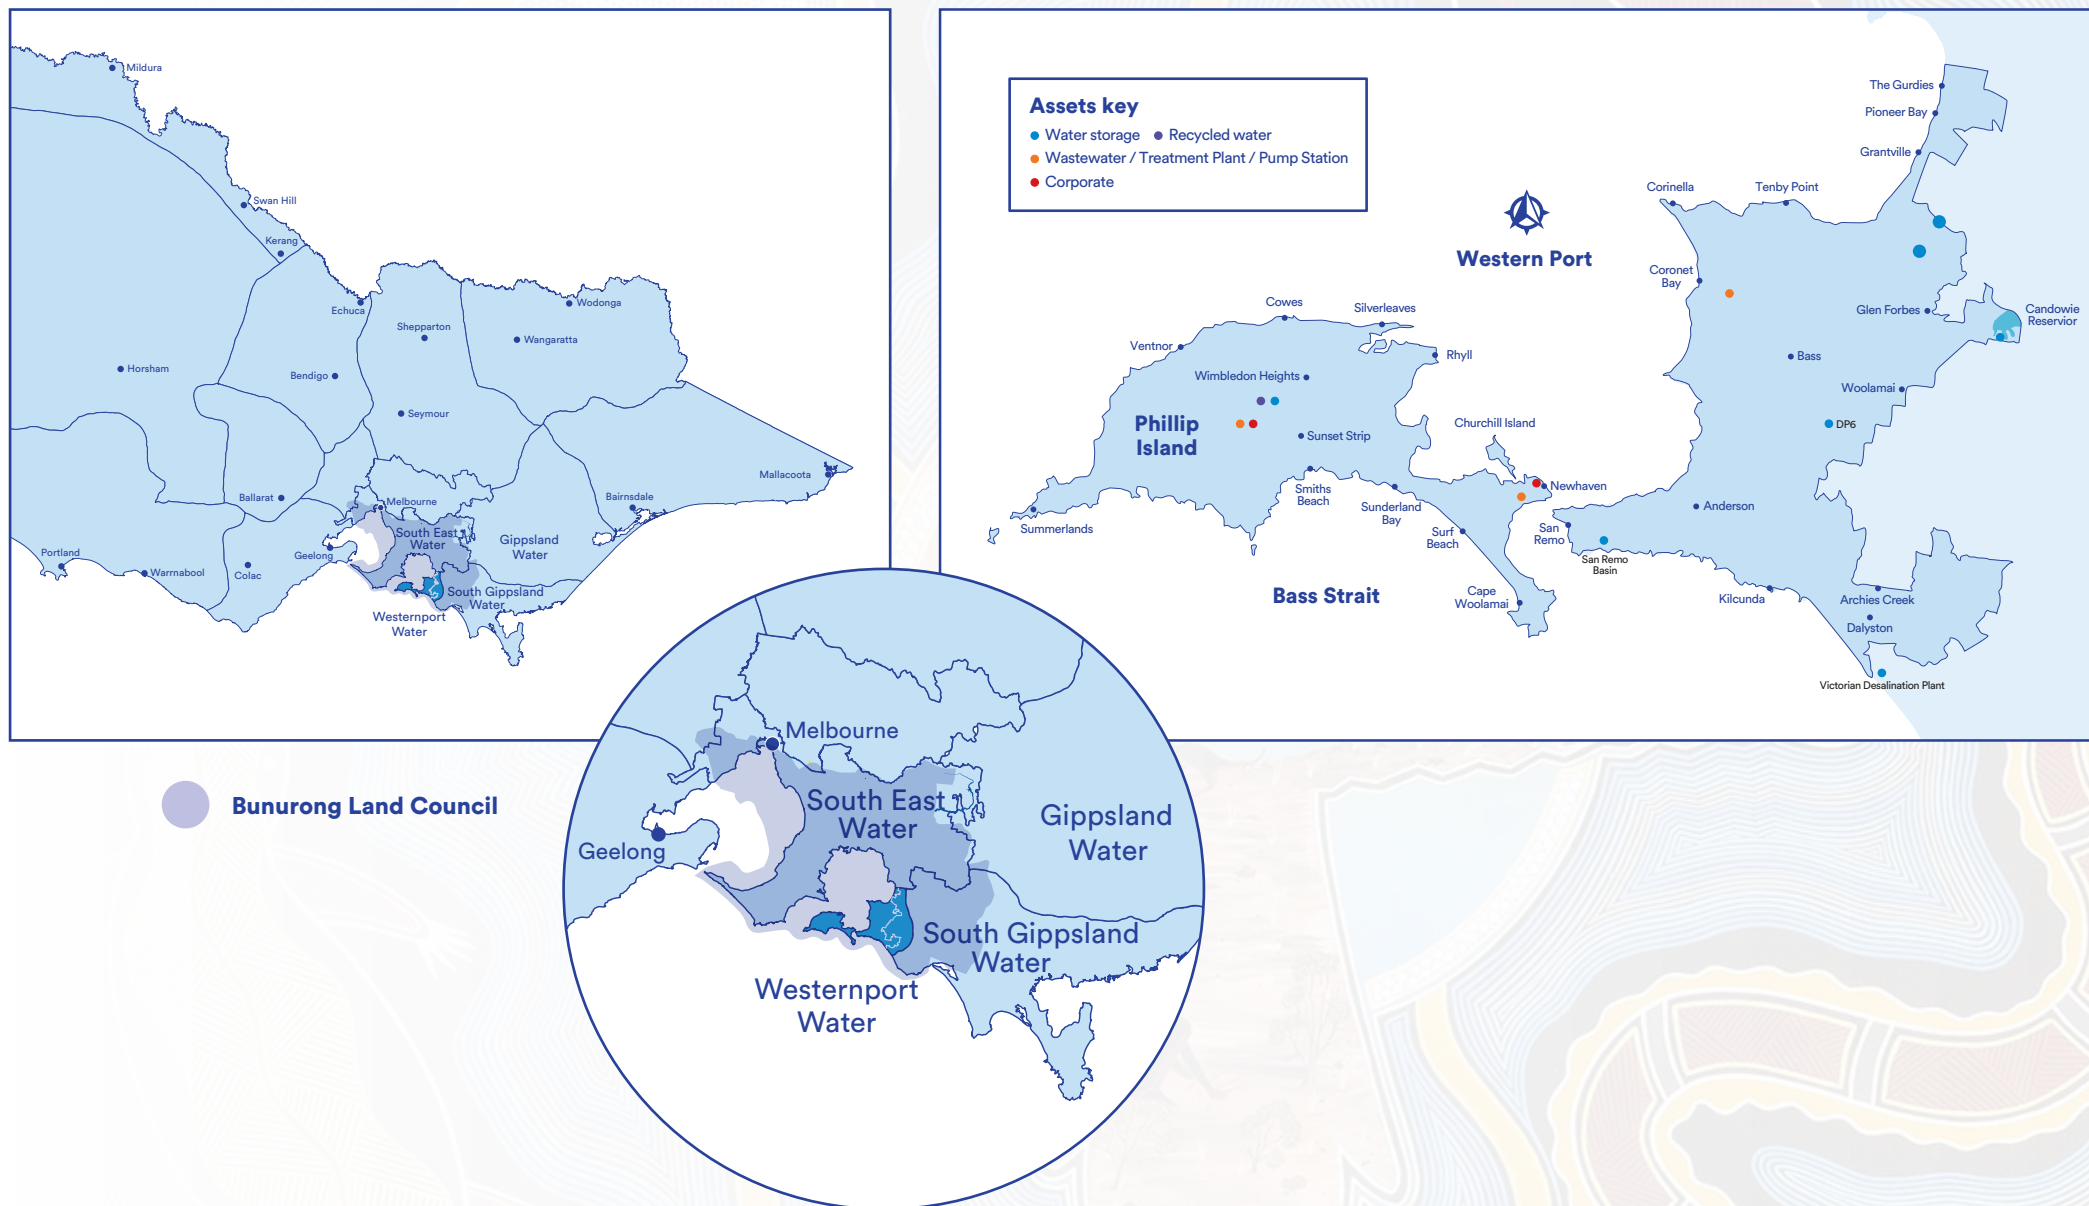 Mildura
Swan Hill
Kerang
Echuca
Wodonga
Shepparton
Wangaratta
Horsham
Bendigo
Seymour
Mallacoota
Ballarat
Melbourne
Bairnsdale
South East
Water
Gippsland
Water
Geelong
Portland
Warrnabool
Colac
South Gippsland
Water
Westernport
Water
Assets key
Water storage
Recycled water
Wastewater / Treatment Plant / Pump Station
Corporate
Western Port
The Gurdies
Pioneer Bay
Grantville
Corinella
Tenby Point
Coronet
Bay
Glen Forbes
Candowie
Reservior
Bass
Woolamai
DP6
Cowes
Silverleaves
Ventnor
Rhyll
Wimbledon Heights
Phillip
Island
Sunset Strip
Churchill Island
Newhaven
Smiths
Beach
Sunderland
Bay
Surf
Beach
San
Remo
San Remo
Basin
Anderson
Summerlands
Bass Strait
Cape
Woolamai
Kilcunda
Archies Creek
Dalyston
Victorian Desalination Plant
Bunurong Land Council
Melbourne
South East
Water
Geelong
Gippsland
Water
South Gippsland
Water
Westernport
Water